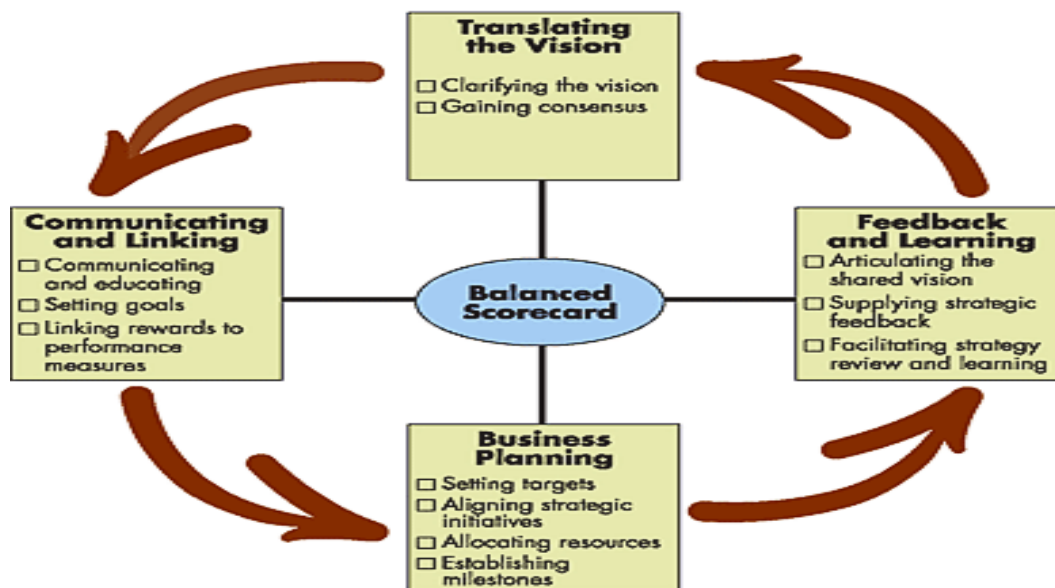 Translating
the Vision
☐ Clarifying the vision
☐ Gaining consensus
Communicating
and Linking
☐ Communicating
and educating
☐ Setting goals
☐ Linking rewards to
performance
measures
Balanced
Scorecard
Feedback
and Learning
☐ Articulating the
shared vision
☐ Supplying strategic
feedback
☐ Facilitating strategy
review and learning
Business
Planning
☐ Setting targets
☐ Aligning strategic
initiatives
☐ Allocating resources
☐ Establishing
milestones